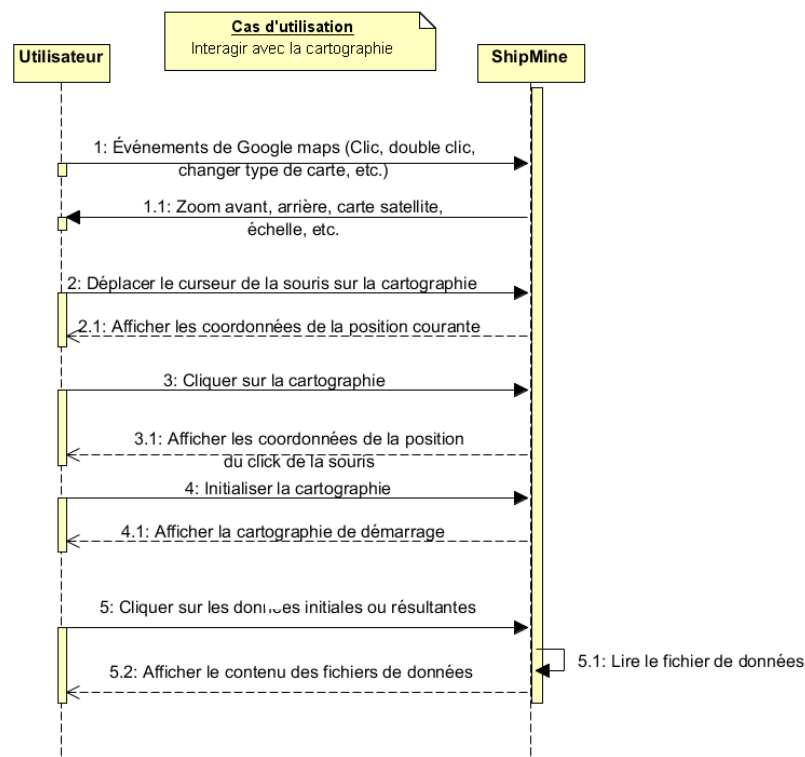 Cas d'utilisation
Interagir avec la cartographie
Utilisateur
ShipMine
1: Événements de Google maps (Clic, double clic,
changer type de carte, etc.)
1.1: Zoom avant, arrière, carte satellite,
échelle, etc.
2: Déplacer le curseur de la souris sur la cartographie
2.1: Afficher les coordonnées de la position courante
3: Cliquer sur la cartographie
3.1: Afficher les coordonnées de la position
du click de la souris
4: Initialiser la cartographie
4.1: Afficher la cartographie de démarrage
5: Cliquer sur les données initiales ou résultantes
5.1: Lire le fichier de données
5.2: Afficher le contenu des fichiers de données